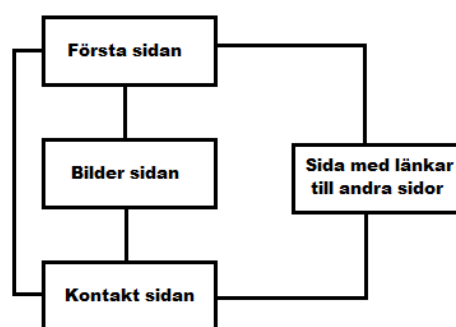 Första sidan
Bilder sidan
Sida med länkar
till andra sidor
Kontakt sidan